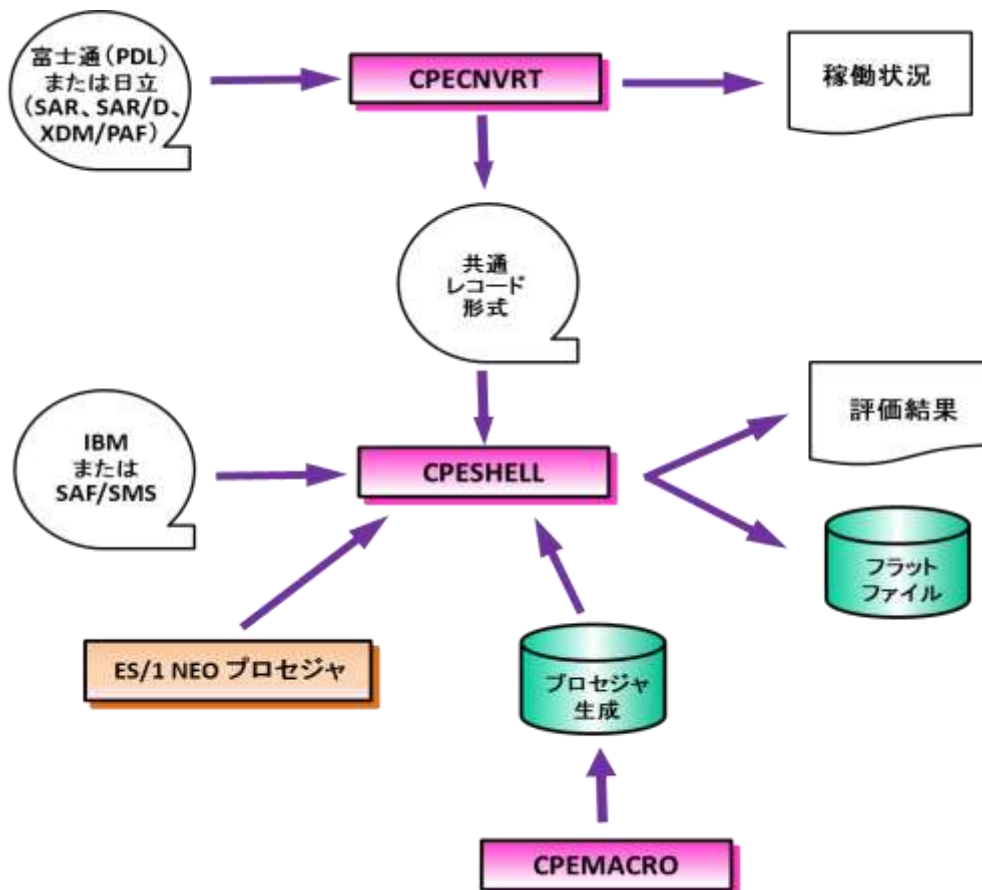 富士通(PDL)
または日立
(SAR、SAR/D、
XDM/PAF)
CPECNVRT
稼働状況
共通
レコード
形式
IBM
または
SAF/SMS
CPESHELL
評価結果
フラット
ファイル
ES/1 NEO プロセジャ
プロセジャ
生成
CPEMACRO